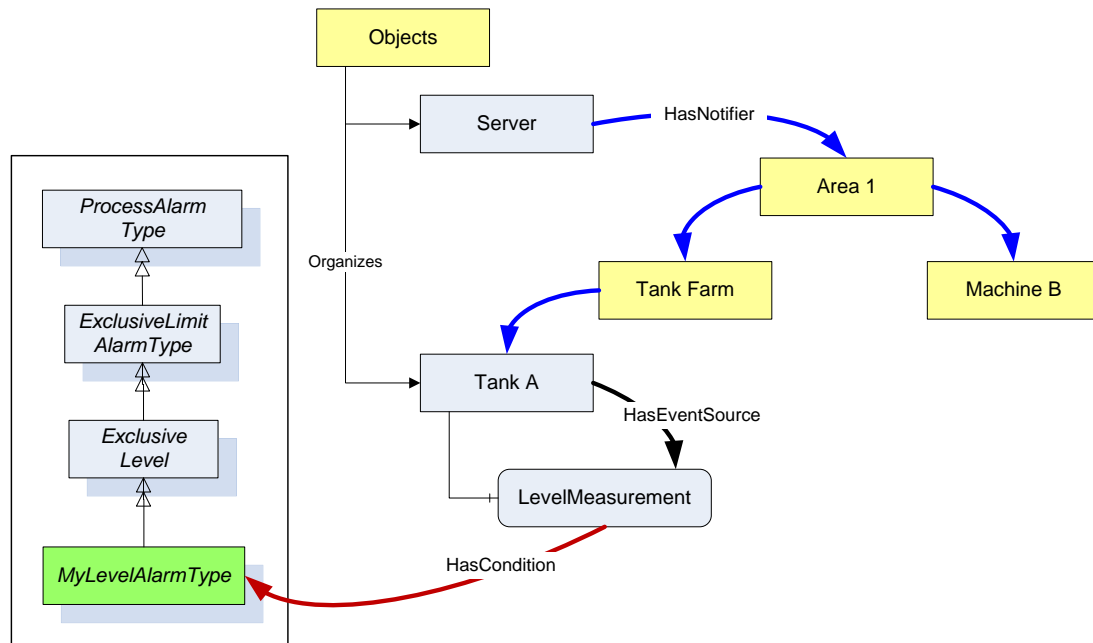 Objects
Server
HasNotifier
Area 1
ProcessAlarm
Type
Organizes
Tank Farm
Machine B
ExclusiveLimit
AlarmType
Tank A
HasEventSource
Exclusive
Level
LevelMeasurement
HasCondition
MyLevelAlarmType